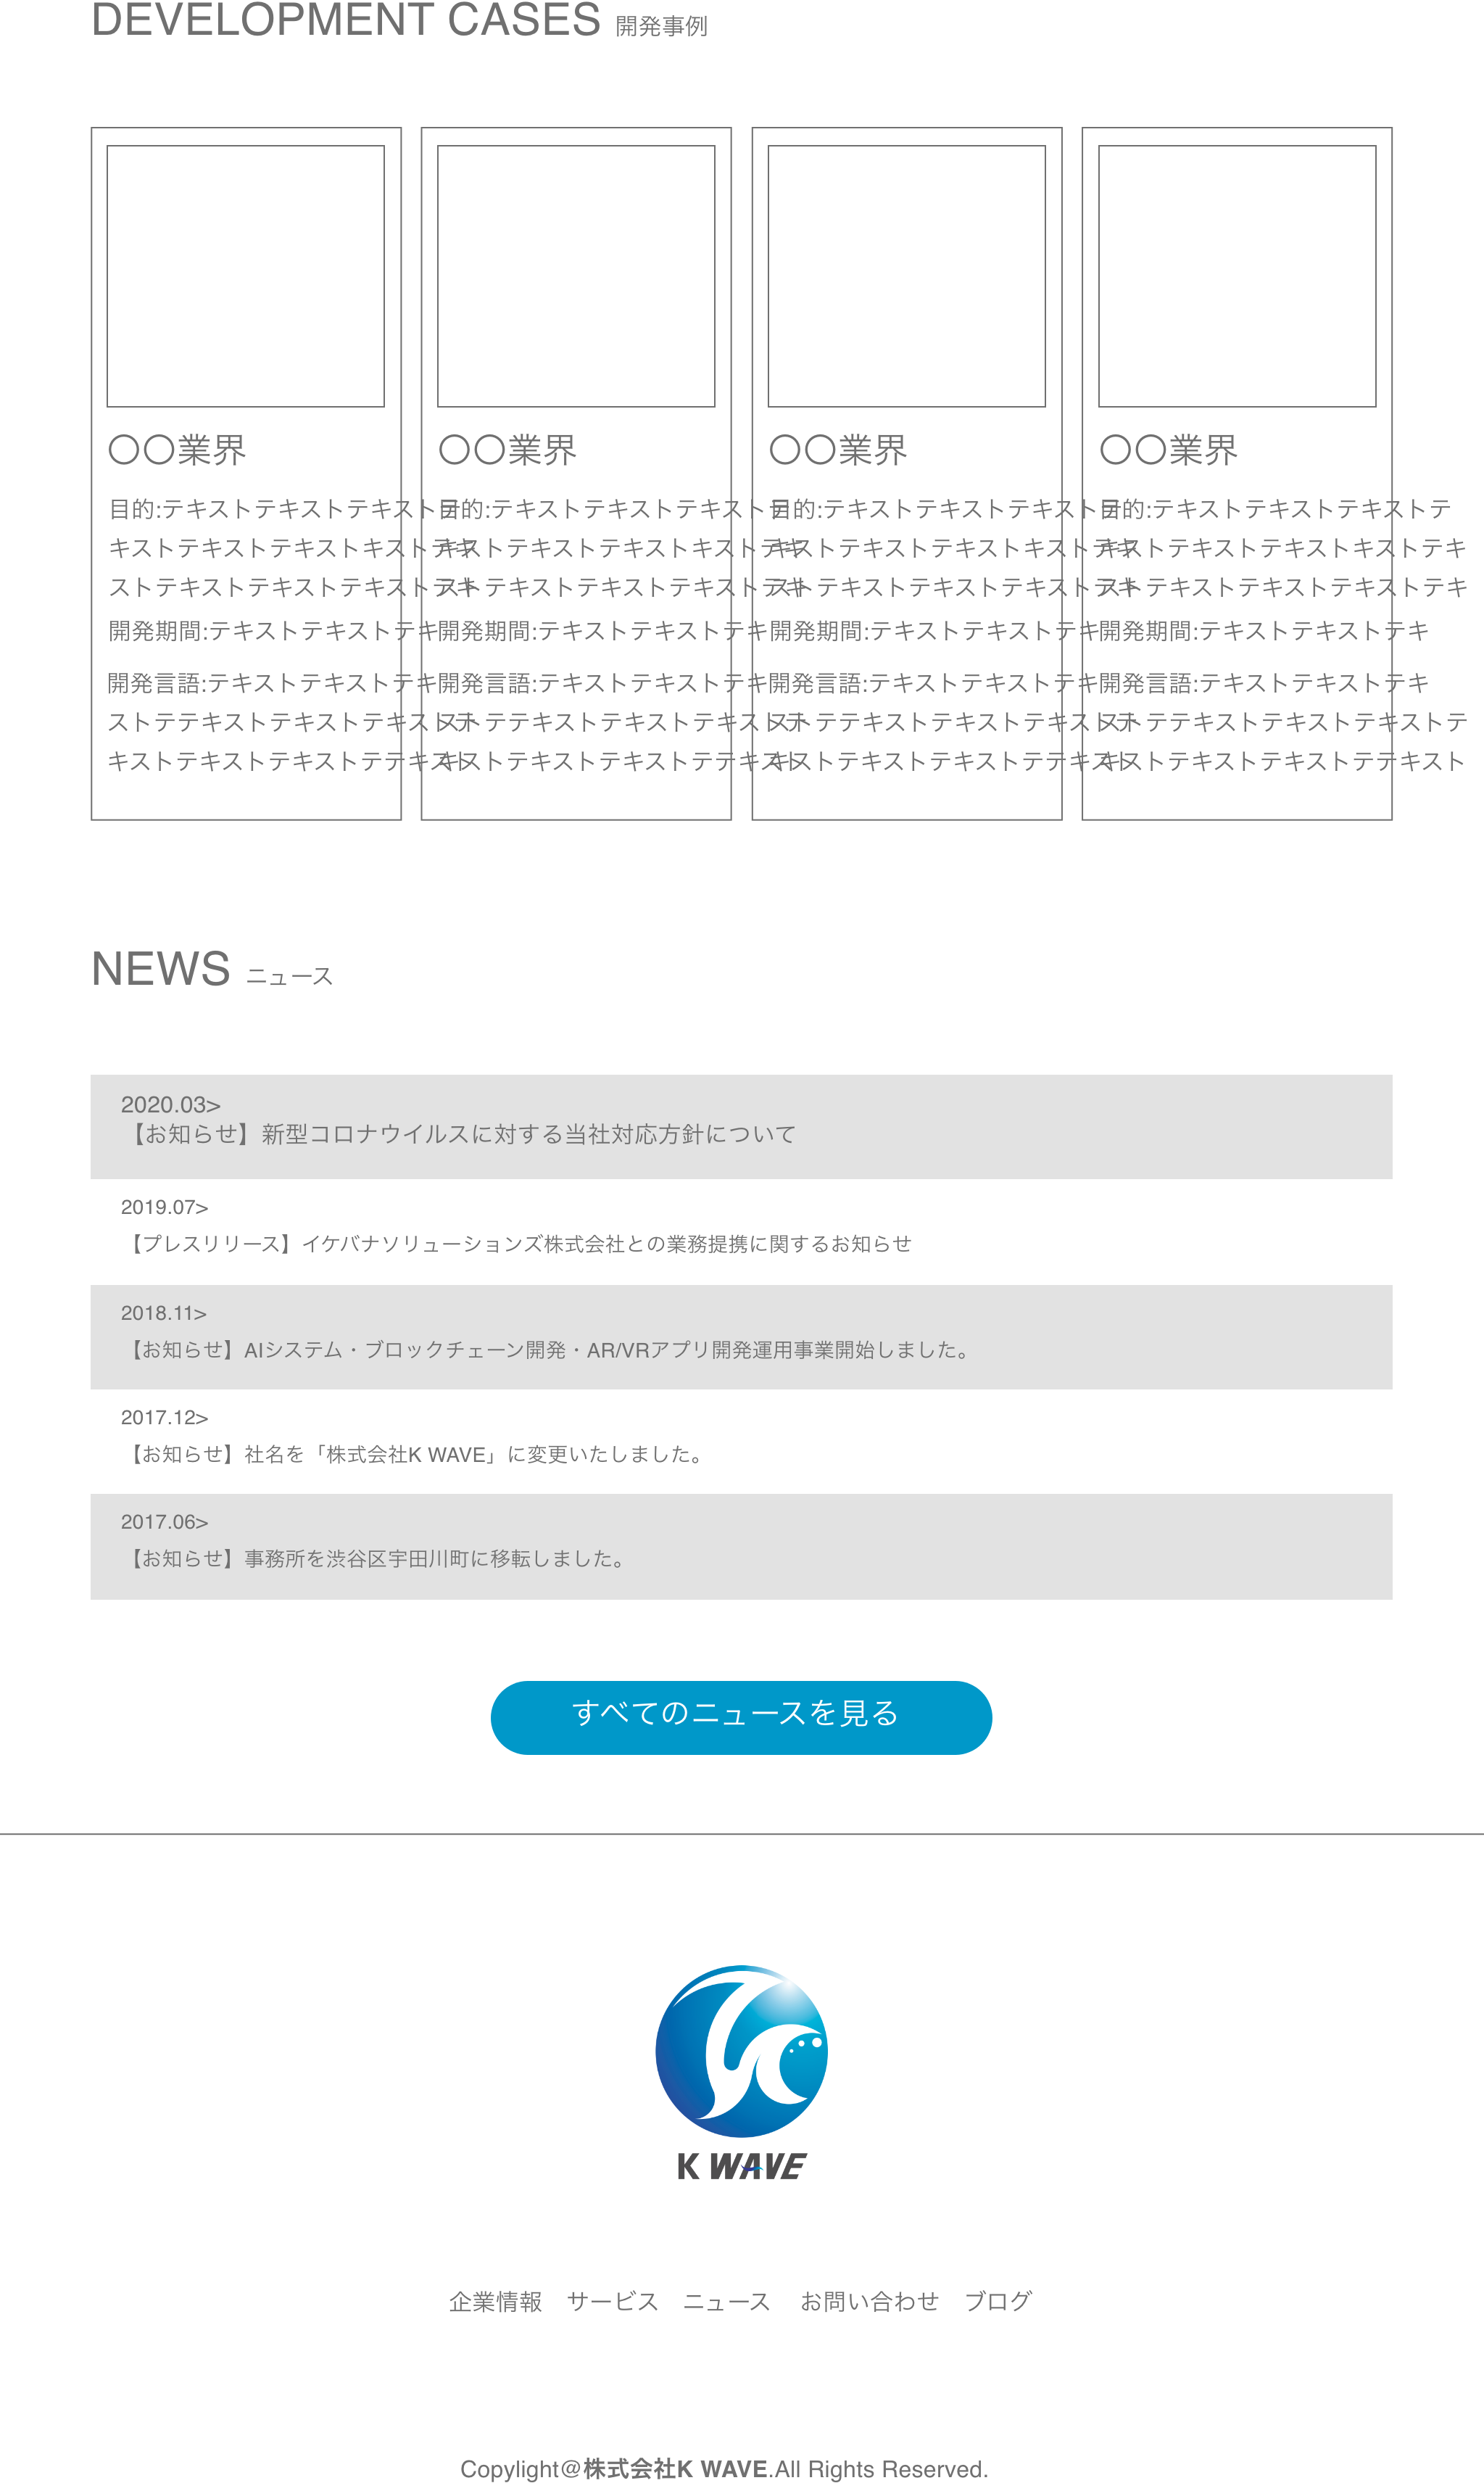 DEVELOPMENT CASES 開発事例
〇〇業界
目的:テキストテキストテキストテ
キストテキストテキストキストテキ
ストテキストテキストテキストテキ
開発期間:テキストテキストテキ
開発言語:テキストテキストテキ
ストテテキストテキストテキストテ
キストテキストテキストテテキスト
〇〇業界
目的:テキストテキストテキストテ
キストテキストテキストキストテキ
ストテキストテキストテキストテキ
開発期間:テキストテキストテキ
開発言語:テキストテキストテキ
ストテテキストテキストテキストテ
キストテキストテキストテテキスト
〇〇業界
目的:テキストテキストテキストテ
キストテキストテキストキストテキ
ストテキストテキストテキストテキ
開発期間:テキストテキストテキ
開発言語:テキストテキストテキ
ストテテキストテキストテキストテ
キストテキストテキストテテキスト
〇〇業界
目的:テキストテキストテキストテ
キストテキストテキストキストテキ
ストテキストテキストテキストテキ
開発期間:テキストテキストテキ
開発言語:テキストテキストテキ
ストテテキストテキストテキストテ
キストテキストテキストテテキスト
NEWS ニュース
2020.03>
【お知らせ】新型コロナウイルスに対する当社対応方針について
2019.07>
【プレスリリース】イケバナソリューションズ株式会社との業務提携に関するお知らせ
2018.11>
【お知らせ】AIシステム・ブロックチェーン開発・AR/VRアプリ開発運用事業開始しました。
2017.12>
【お知らせ】社名を「株式会社K WAVE」に変更いたしました。
2017.06>
【お知らせ】事務所を渋谷区宇田川町に移転しました。
すべてのニュースを見る
K WAVE
企業情報 サービス ニュース お問い合わせ ブログ
Copylight@株式会社K WAVE.All Rights Reserved.